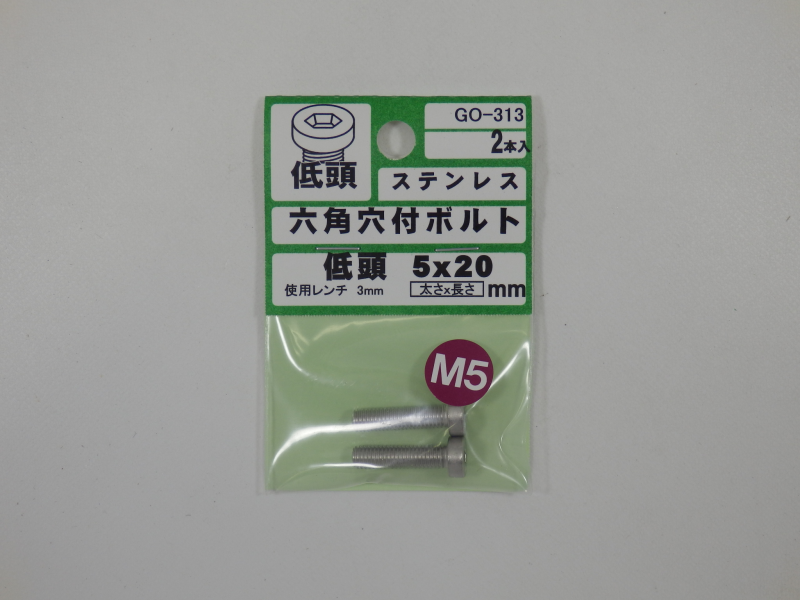 GO-313
2本入
低頭
ステンレス
六角穴付ボルト
低頭 5x20
使用レンチ 3mm 太さx長さ mm
M5